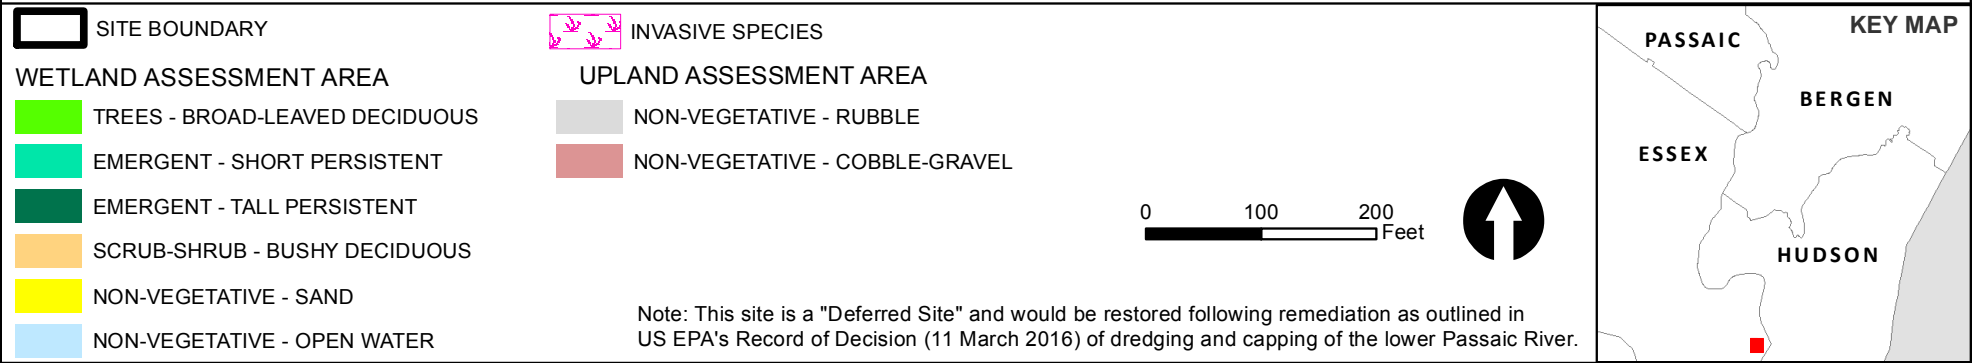 SITE BOUNDARY
WETLAND ASSESSMENT AREA
TREES - BROAD-LEAVED DECIDUOUS
EMERGENT - SHORT PERSISTENT
EMERGENT - TALL PERSISTENT
SCRUB-SHRUB - BUSHY DECIDUOUS
NON-VEGETATIVE - SAND
NON-VEGETATIVE - OPEN WATER
INVASIVE SPECIES
UPLAND ASSESSMENT AREA
NON-VEGETATIVE - RUBBLE
NON-VEGETATIVE - COBBLE-GRAVEL
0 100 200
Feet
Note: This site is a "Deferred Site" and would be restored following remediation as outlined in
US EPA's Record of Decision (11 March 2016) of dredging and capping of the lower Passaic River.
KEY MAP
PASSAIC
BERGEN
ESSEX
HUDSON